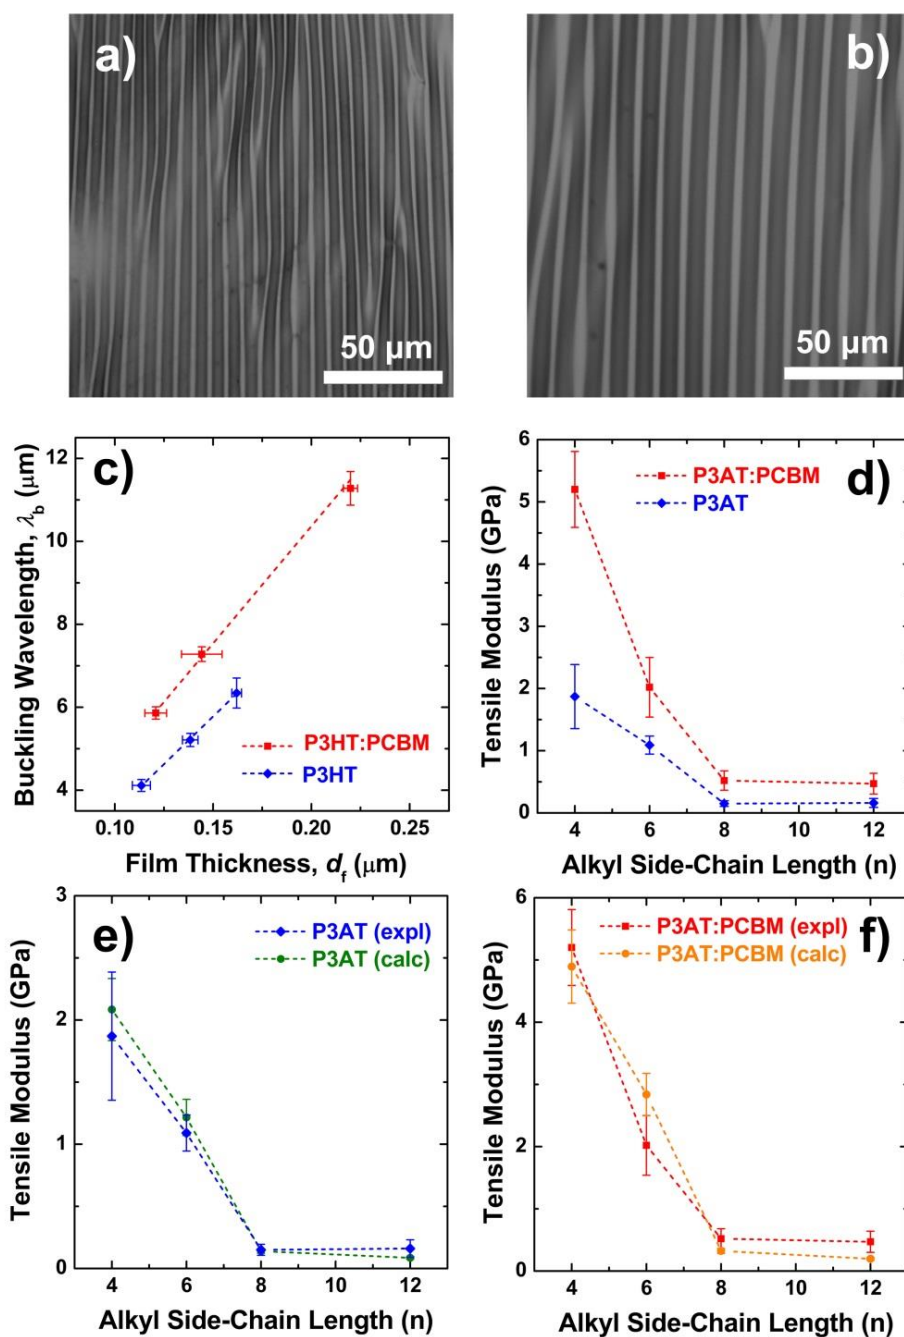 a)
50 μm
b)
50 μm
c)
Buckling Wavelength, λb (μm)
12
10
8
6
4
P3HT:PCBM
P3HT
0.10 0.15 0.20 0.25
Film Thickness, df (μm)
d)
Tensile Modulus (GPa)
6
5
4
3
2
1
0
P3AT:PCBM
P3AT
4 6 8 10 12
Alkyl Side-Chain Length (n)
e)
Tensile Modulus (GPa)
3
2
1
0
P3AT (expl)
P3AT (calc)
4 6 8 10 12
Alkyl Side-Chain Length (n)
f)
Tensile Modulus (GPa)
6
4
2
0
P3AT:PCBM (expl)
P3AT:PCBM (calc)
4 6 8 10 12
Alkyl Side-Chain Length (n)